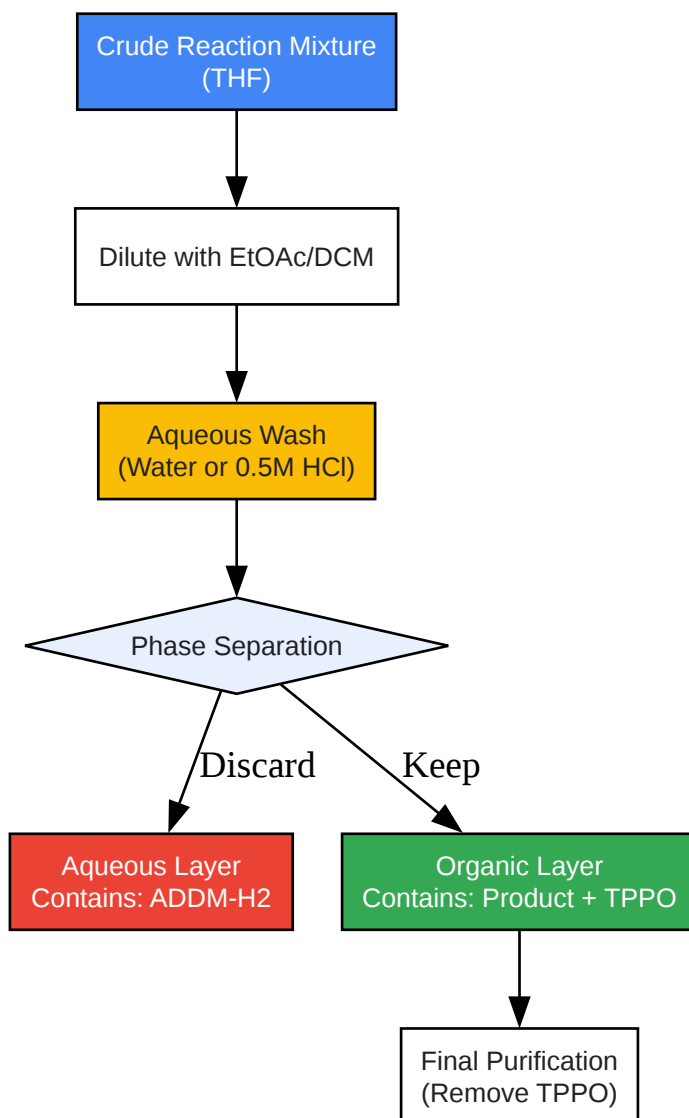 Crude Reaction Mixture
(THF)
Dilute with EtOAc/DCM
Aqueous Wash
(Water or 0.5M HCl)
Phase Separation
Discard
Keep
Aqueous Layer
Contains: ADDM-H2
Organic Layer
Contains: Product + TPPO
Final Purification
(Remove TPPO)